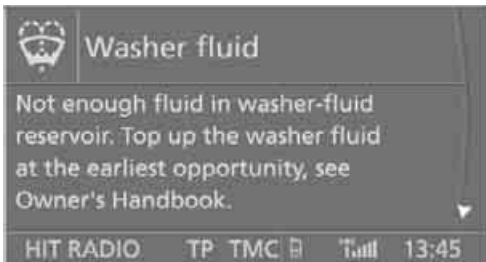 Washer fluid
Not enough fluid in washer-fluid
reservoir. Top up the washer fluid
at the earliest opportunity, see
Owner's Handbook.
HIT RADIO TP TMC 13:45